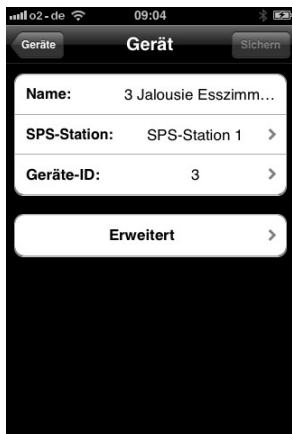 o2-de 09:04
Geräte Gerät Sichern
Name: 3 Jalousie Esszimm...
SPS-Station: SPS-Station 1
Geräte-ID: 3
Erweitert